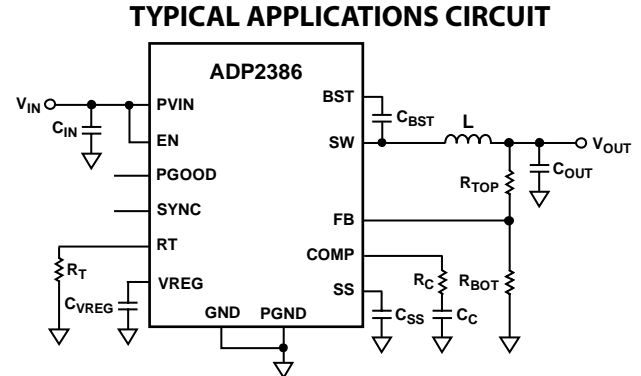 TYPICAL APPLICATIONS CIRCUIT
ADP2386
VIN
CIN
PVIN
EN
PGOOD
SYNC
RT
RT
VREG
CVREG
GND PGND
BST
CBST
SW
L
VOUT
COUT
RTOP
FB
COMP
RC
RBOT
SS
CSS
CC